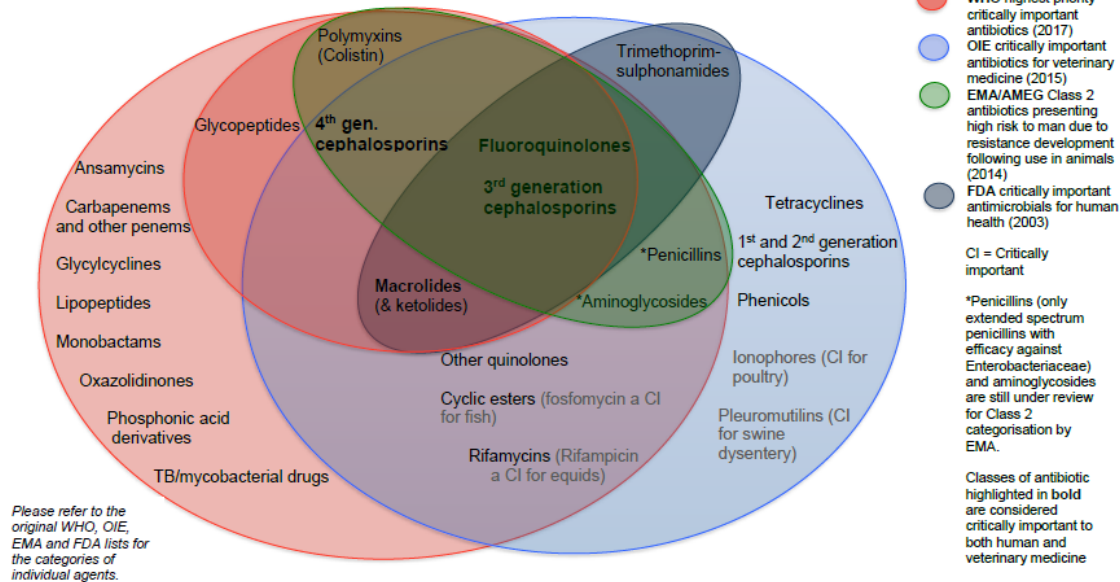 Polymyxins
(Colistin)
Trimethoprim-
sulphonamides
Glycopeptides
4th gen.
cephalosporins
Fluoroquinolones
3rd generation
cephalosporins
Ansamycins
Carbapenems
and other penems
Glycylcyclines
Lipopeptides
Monobactams
Oxazolidinones
Phosphonic acid
derivatives
TB/mycobacterial drugs
Macrolides
(& ketolides)
*Penicillins
*Aminoglycosides
Tetracyclines
1st and 2nd generation
cephalosporins
Phenicols
Ionophores (CI for
poultry)
Pleuromutilins (CI
for swine
dysentery)
Other quinolones
Cyclic esters (fosfomycin a CI
for fish)
Rifamycins (Rifampicin
a CI for equids)
Please refer to the
original WHO, OIE,
EMA and FDA lists for
the categories of
individual agents.
WHO highest priority
critically important
antibiotics (2017)
OIE critically important
antibiotics for veterinary
medicine (2015)
EMA/AMEG Class 2
antibiotics presenting
high risk to man due to
resistance development
following use in animals
(2014)
FDA critically important
antimicrobials for human
health (2003)
CI = Critically
important
*Penicillins (only
extended spectrum
penicillins with
efficacy against
Enterobacteriaceae)
and aminoglycosides
are still under review
for Class 2
categorisation by
EMA.
Classes of antibiotic
highlighted in bold
are considered
critically important to
both human and
veterinary medicine